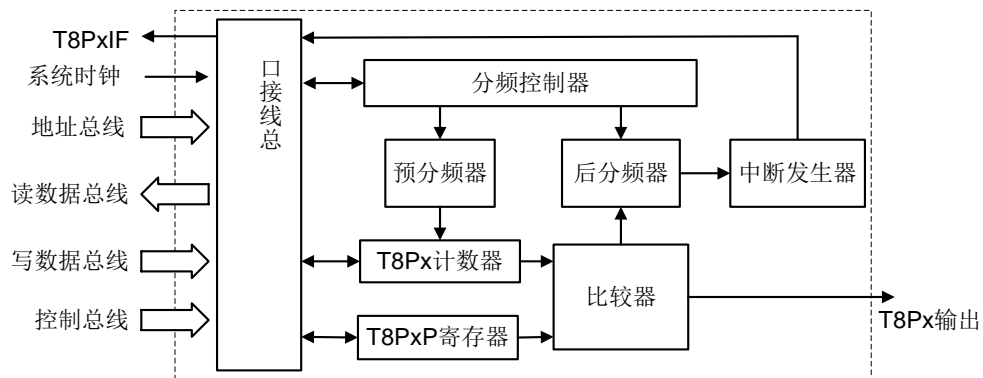 T8PxIF
系统时钟
地址总线
读数据总线
写数据总线
控制总线
口接线总
分频控制器
预分频器
后分频器
中断发生器
T8Px计数器
比较器
T8PxP寄存器
T8Px输出